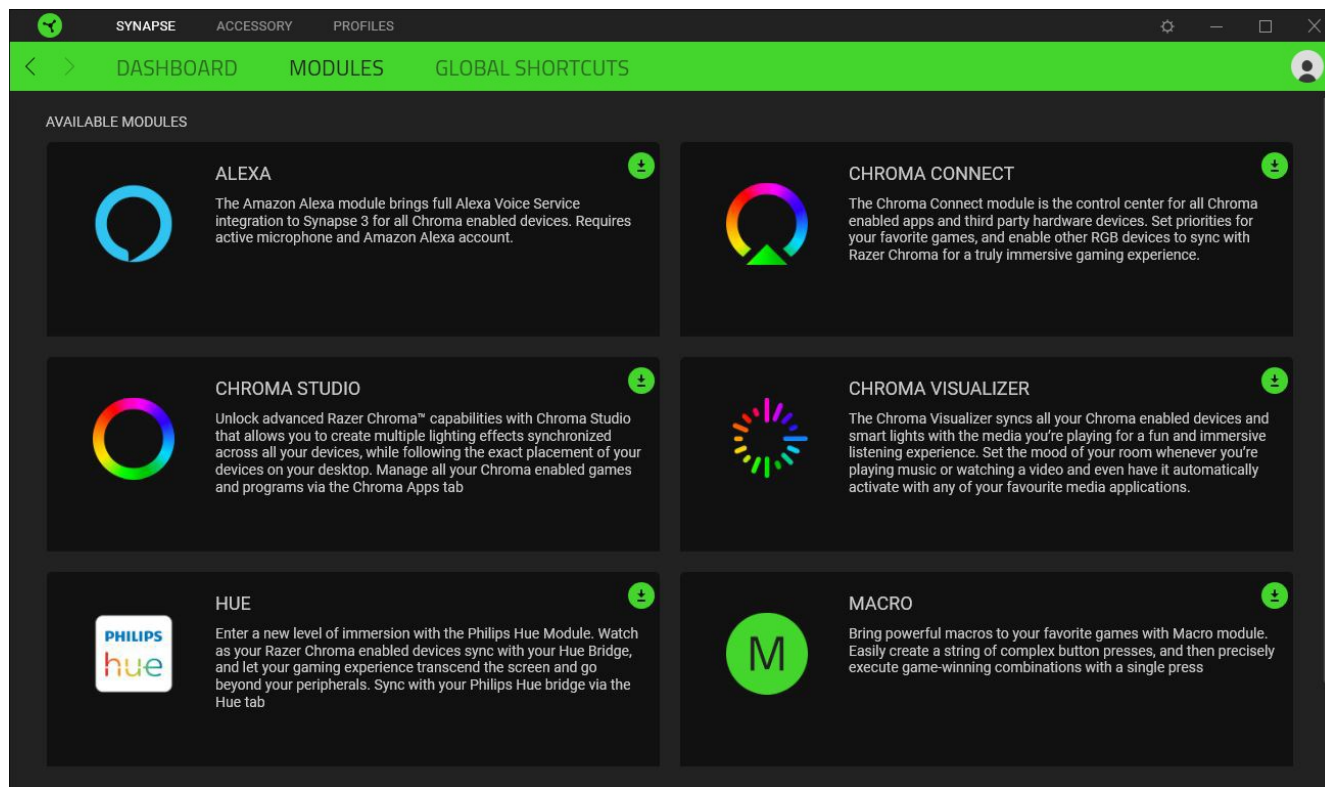 SYNAPSE ACCESSORY PROFILES
DASHBOARD MODULES GLOBAL SHORTCUTS
AVAILABLE MODULES
ALEXA
The Amazon Alexa module brings full Alexa Voice Service
integration to Synapse 3 for all Chroma enabled devices. Requires
active microphone and Amazon Alexa account.
CHROMA CONNECT
The Chroma Connect module is the control center for all Chroma
enabled apps and third party hardware devices. Set priorities for
your favorite games, and enable other RGB devices to sync with
Razer Chroma for a truly immersive gaming experience.
CHROMA STUDIO
Unlock advanced Razer Chroma™ capabilities with Chroma Studio
that allows you to create multiple lighting effects synchronized
across all your devices, while following the exact placement of your
devices on your desktop. Manage all your Chroma enabled games
and programs via the Chroma Apps tab
CHROMA VISUALIZER
The Chroma Visualizer syncs all your Chroma enabled devices and
smart lights with the media you're playing for a fun and immersive
listening experience. Set the mood of your room whenever you're
playing music or watching a video and even have it automatically
activate with any of your favourite media applications.
PHILIPS
hue
HUE
Enter a new level of immersion with the Philips Hue Module. Watch
as your Razer Chroma enabled devices sync with your Hue Bridge,
and let your gaming experience transcend the screen and go
beyond your peripherals. Sync with your Philips Hue bridge via the
Hue tab
M
MACRO
Bring powerful macros to your favorite games with Macro module.
Easily create a string of complex button presses, and then precisely
execute game-winning combinations with a single press